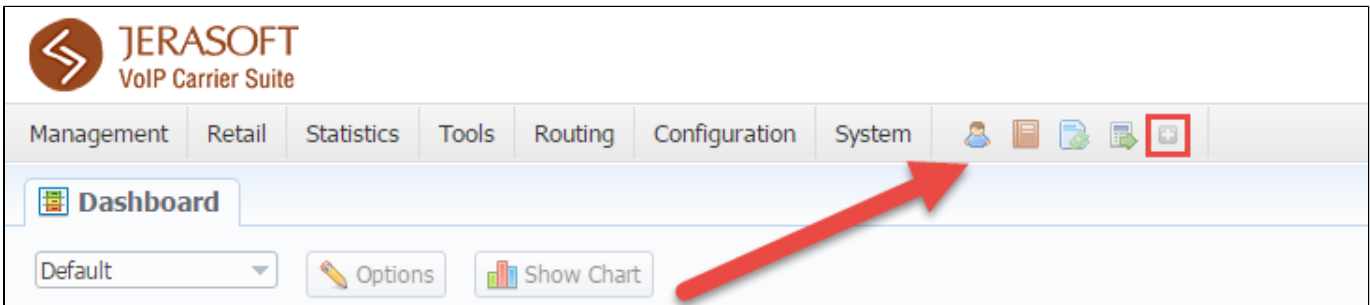 JERASOFT
VoIP Carrier Suite
Management Retail Statistics Tools Routing Configuration System
Dashboard
Default Options Show Chart